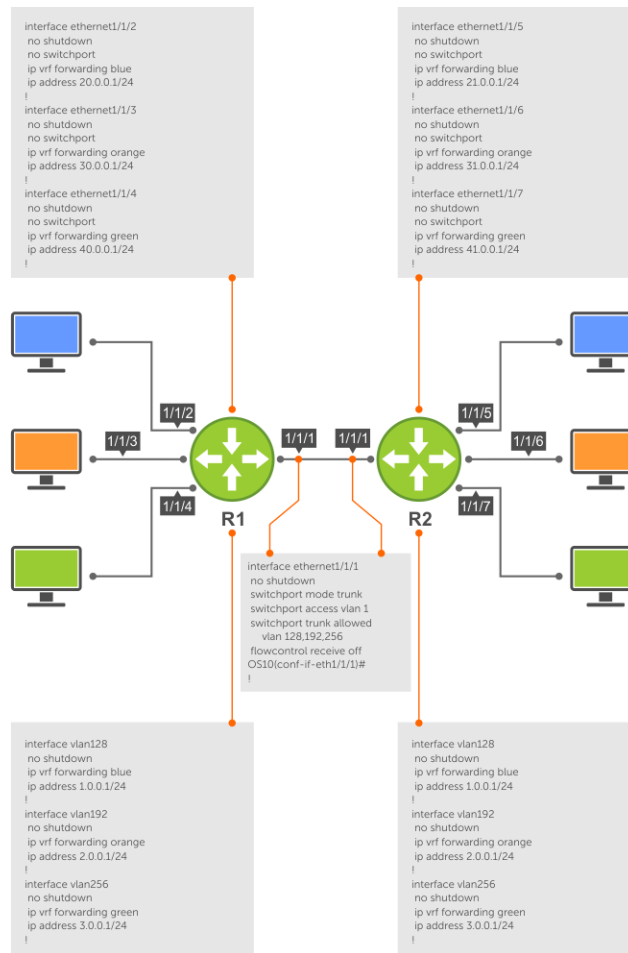 interface ethernet1/1/2
no shutdown
no switchport
ip vrf forwarding blue
ip address 20.0.0.1/24
!
interface ethernet1/1/3
no shutdown
no switchport
ip vrf forwarding orange
ip address 30.0.0.1/24
!
interface ethernet1/1/4
no shutdown
no switchport
ip vrf forwarding green
ip address 40.0.0.1/24
!
interface ethernet1/1/5
no shutdown
no switchport
ip vrf forwarding blue
ip address 21.0.0.1/24
!
interface ethernet1/1/6
no shutdown
no switchport
ip vrf forwarding orange
ip address 31.0.0.1/24
!
interface ethernet1/1/7
no shutdown
no switchport
ip vrf forwarding green
ip address 41.0.0.1/24
!
1/1/2
1/1/3
1/1/4
R1
1/1/1
1/1/1
R2
1/1/5
1/1/6
1/1/7
interface ethernet1/1/1
no shutdown
switchport mode trunk
switchport access vlan 1
switchport trunk allowed
vlan 128,192,256
flowcontrol receive off
OS10(conf-if-eth1/1/1)#
!
interface vlan128
no shutdown
ip vrf forwarding blue
ip address 1.0.0.1/24
!
interface vlan192
no shutdown
ip vrf forwarding orange
ip address 2.0.0.1/24
!
interface vlan256
no shutdown
ip vrf forwarding green
ip address 3.0.0.1/24
!
interface vlan128
no shutdown
ip vrf forwarding blue
ip address 1.0.0.1/24
!
interface vlan192
no shutdown
ip vrf forwarding orange
ip address 2.0.0.1/24
!
interface vlan256
no shutdown
ip vrf forwarding green
ip address 3.0.0.1/24
!